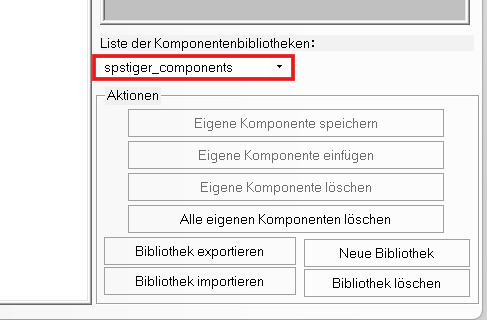 Liste der Komponentenbibliotheken:
spstiger_components
Aktionen
Eigene Komponente speichern
Eigene Komponente einfügen
Eigene Komponente löschen
Alle eigenen Komponenten löschen
Bibliothek exportieren
Neue Bibliothek
Bibliothek importieren
Bibliothek löschen